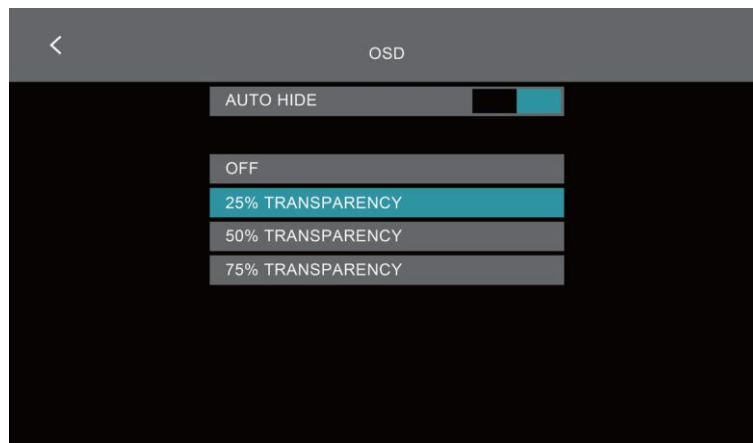 OSD
AUTO HIDE
OFF
25% TRANSPARENCY
50% TRANSPARENCY
75% TRANSPARENCY